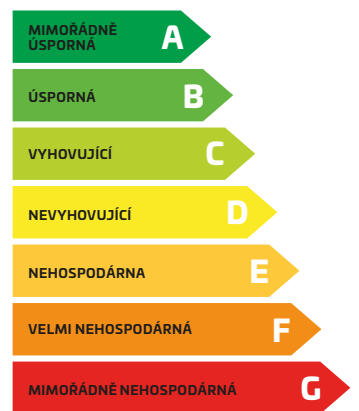 MIMOŘÁDNĚ
ÚSPORNÁ A
ÚSPORNÁ B
VYHOVUJÍCÍ C
NEVYHOVUJÍCÍ D
NEHOSPODÁRNA E
VELMI NEHOSPODÁRNÁ F
MIMOŘÁDNĚ NEHOSPODÁRNÁ G